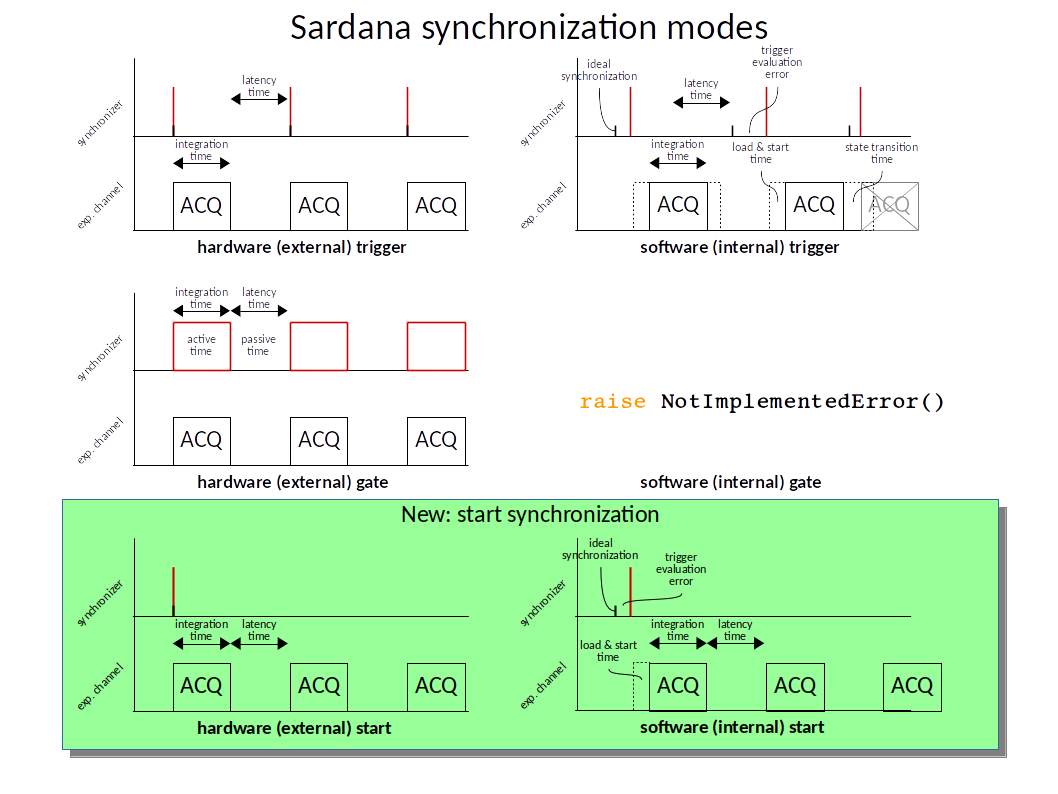 Sardana synchronization modes
synchronizer
latency
time
integration
time
exp. channel
ACQ
ACQ
ACQ
hardware (external) trigger
synchronizer
ideal
synchronization
latency
time
trigger
evaluation
error
integration
time
load & start
time
state transition
time
exp. channel
ACQ
ACQ
ACQ
software (internal) trigger
synchronizer
integration
time
latency
time
active
time
passive
time
exp. channel
ACQ
ACQ
ACQ
hardware (external) gate
raise NotImplementedError()
software (internal) gate
New: start synchronization
synchronizer
integration
time
latency
time
exp. channel
ACQ
ACQ
ACQ
hardware (external) start
synchronizer
ideal
synchronization
trigger
evaluation
error
integration
time
latency
time
load & start
time
exp. channel
ACQ
ACQ
ACQ
software (internal) start